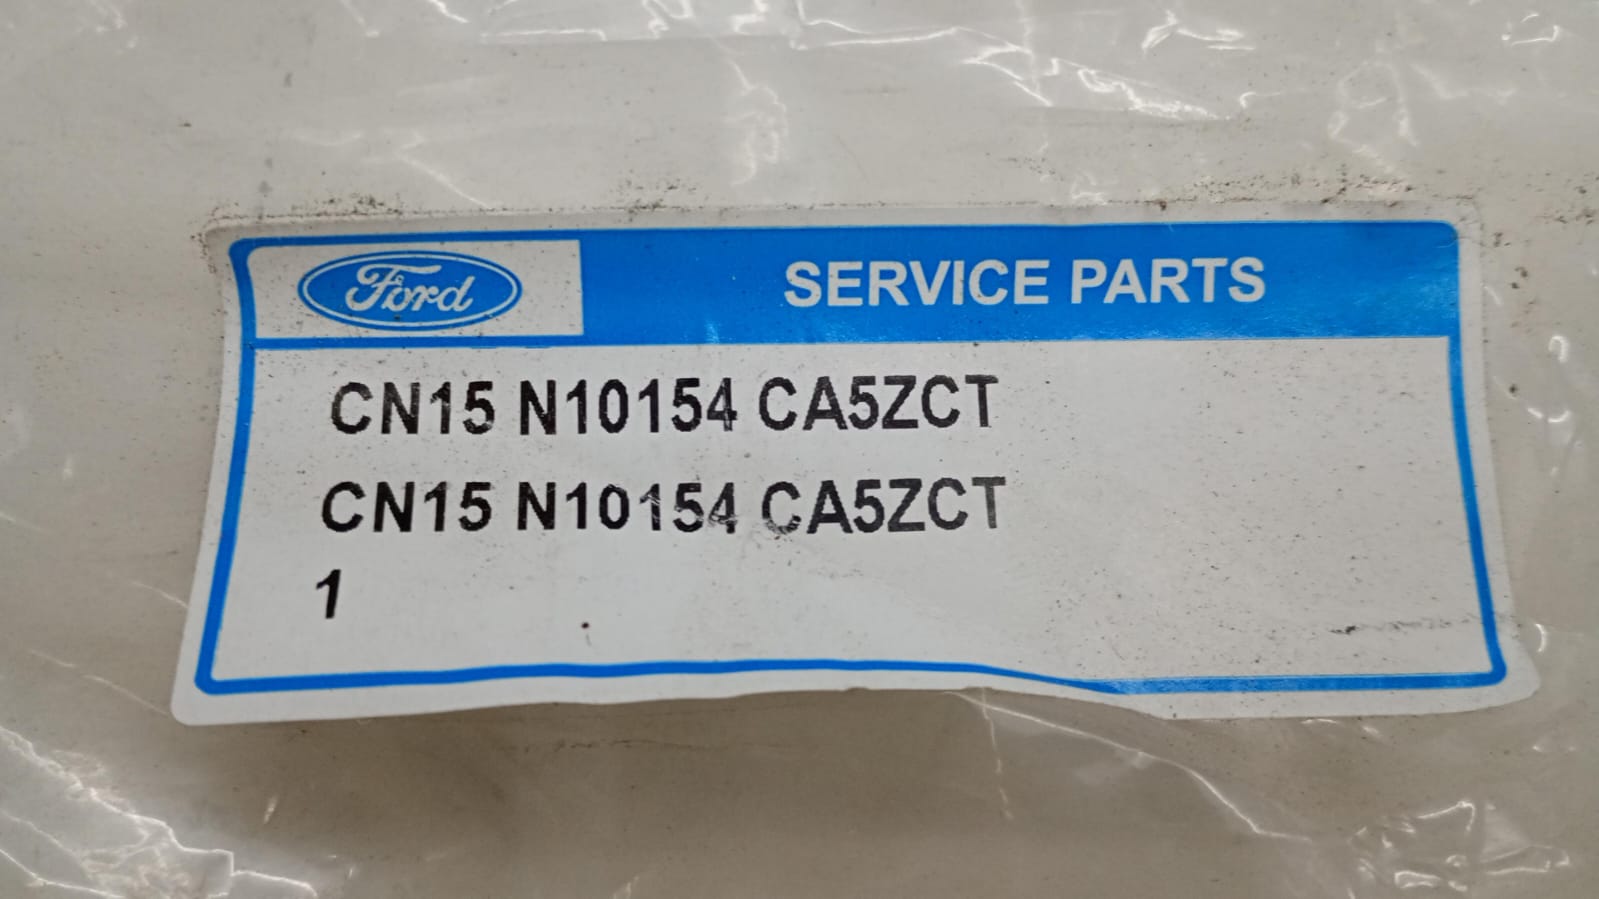 Ford
SERVICE PARTS
CN15 N10154 CA5ZCT
CN15 N10154 CA5ZCT
1